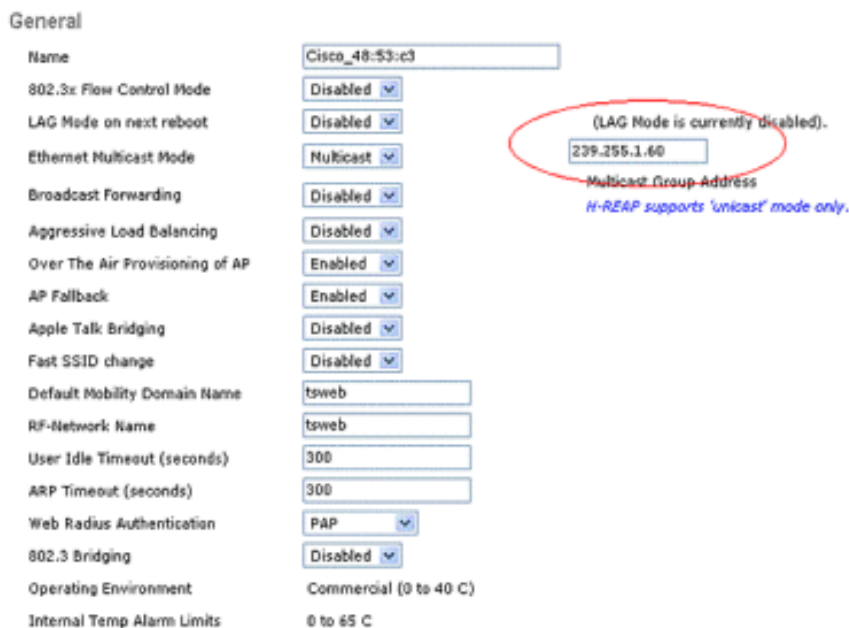 General
Name Cisco_48:53:c3
802.3x Flow Control Mode Disabled
LAG Mode on next reboot Disabled (LAG Mode is currently disabled).
Ethernet Multicast Mode Multicast 239.255.1.60
Multicast Group Address
Broadcast Forwarding Disabled
H-REAP supports 'unicast' mode only.
Aggressive Load Balancing Disabled
Over The Air Provisioning of AP Enabled
AP Fallback Enabled
Apple Talk Bridging Disabled
Fast SSID change Disabled
Default Mobility Domain Name tsweb
RF-Network Name tsweb
User Idle Timeout (seconds) 300
ARP Timeout (seconds) 300
Web Radius Authentication PAP
802.3 Bridging Disabled
Operating Environment Commercial (0 to 40 C)
Internal Temp Alarm Limits 0 to 65 C